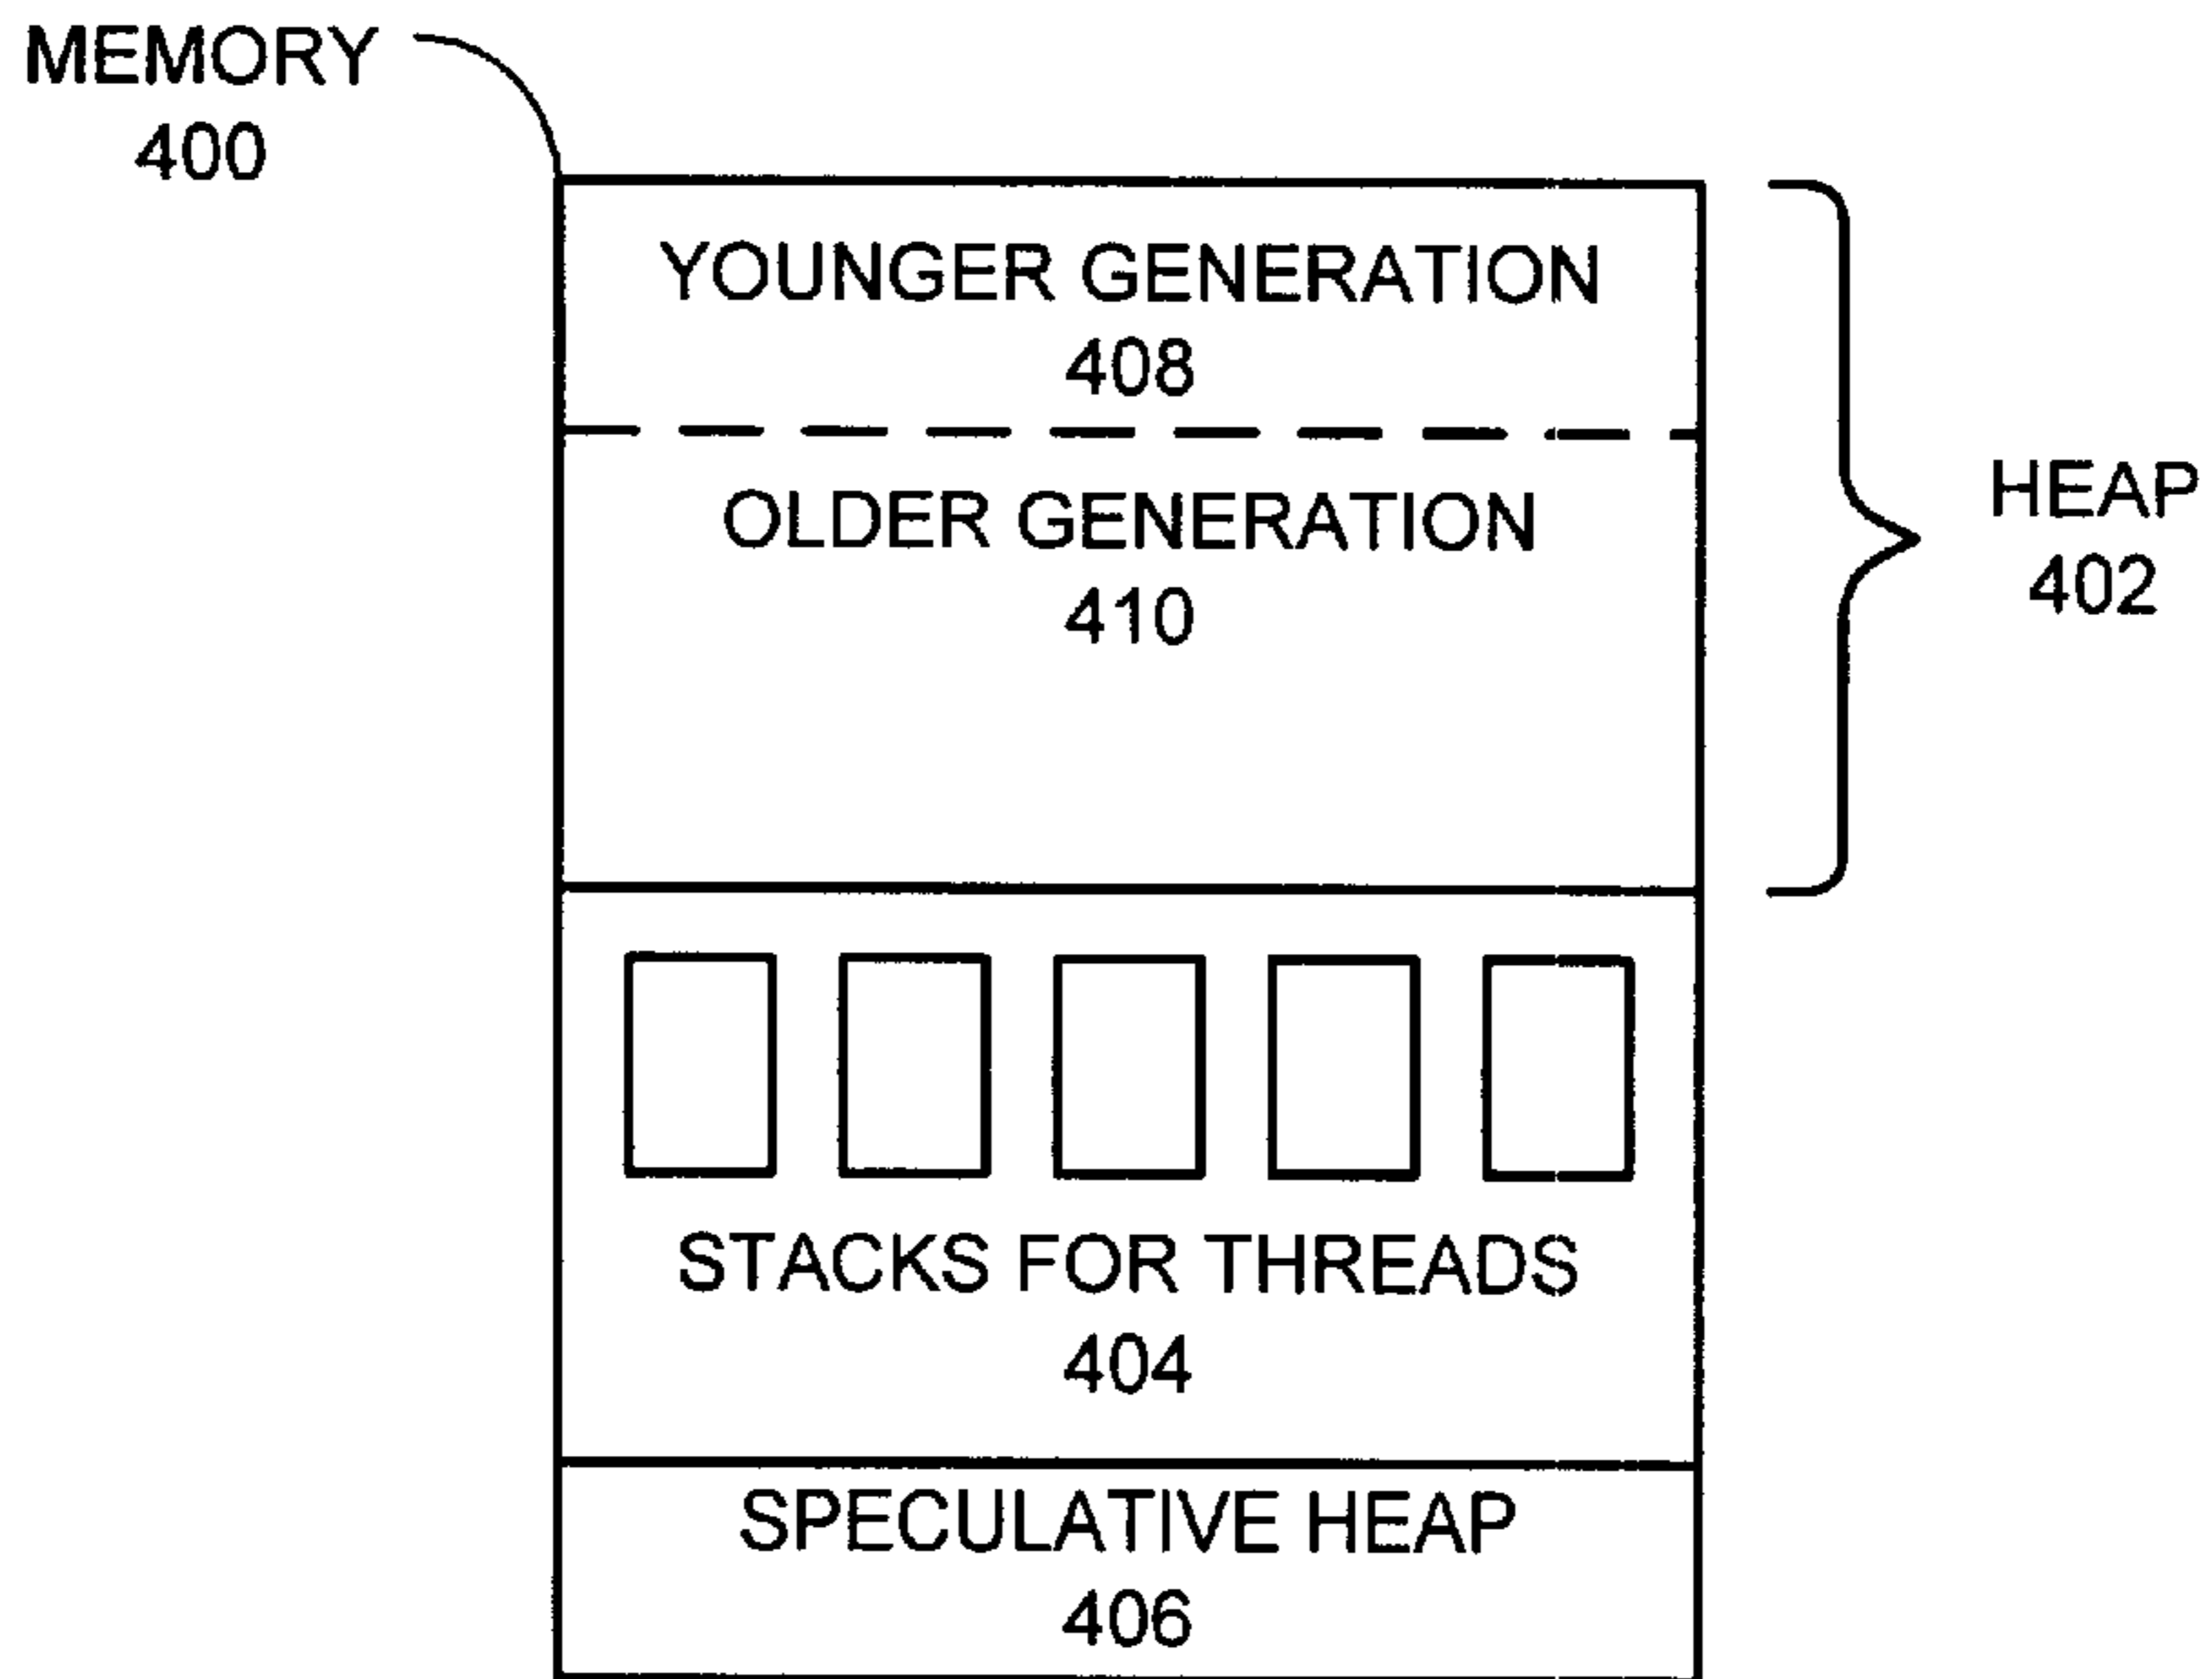 MEMORY
400
YOUNGER GENERATION
408
OLDER GENERATION
410
HEAP
402
STACKS FOR THREADS
404
SPECULATIVE HEAP
406